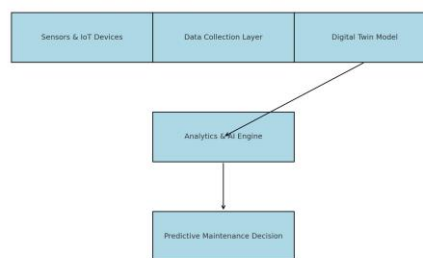 Sensors & IoT Devices
Data Collection Layer
Digital Twin Model
Analytics & AI Engine
Predictive Maintenance Decision